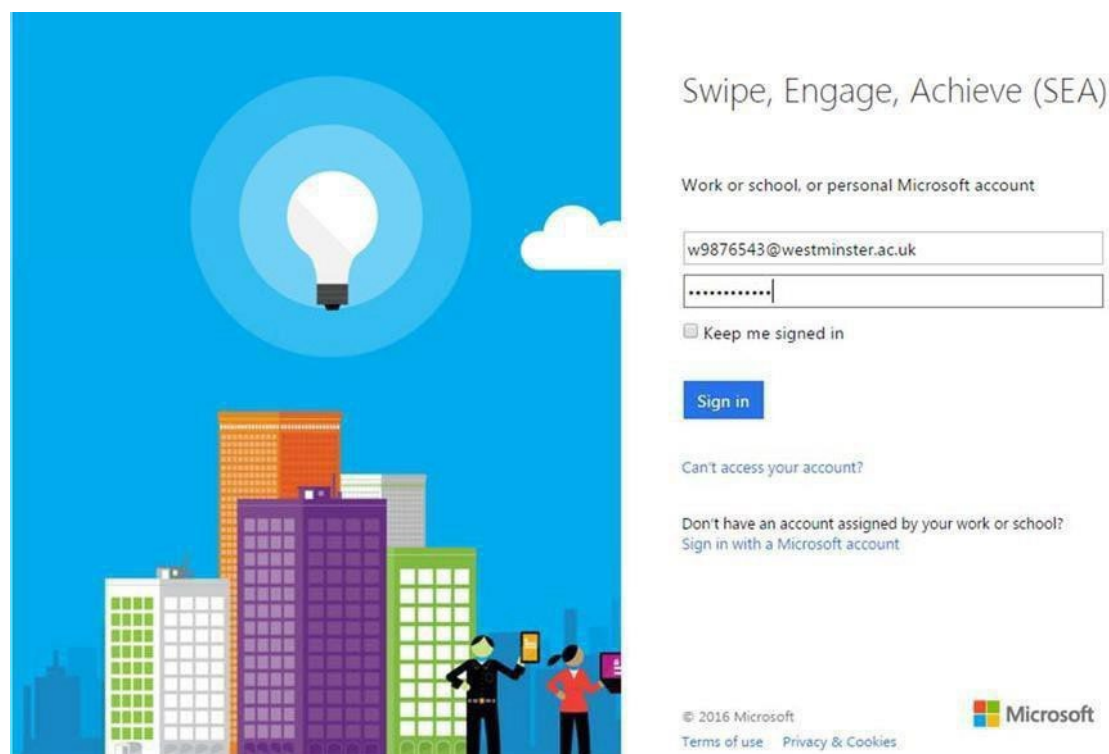 Swipe, Engage, Achieve (SEA)
Work or school, or personal Microsoft account
w9876543@westminster.ac.uk
••••••••••••
Keep me signed in
Sign in
Can't access your account?
Don't have an account assigned by your work or school?
Sign in with a Microsoft account
© 2016 Microsoft
Microsoft
Terms of use Privacy & Cookies